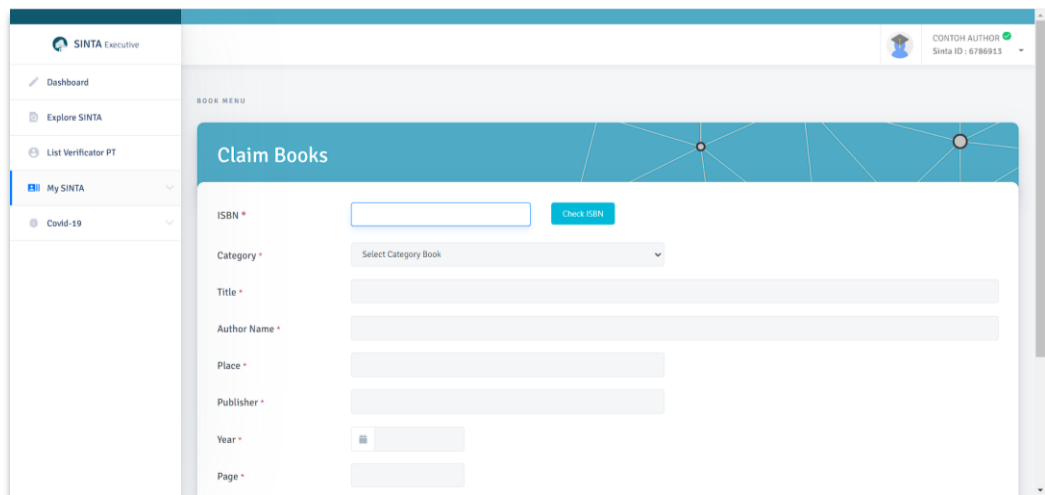 SINTA Executive
CONTOH AUTHOR
Sinta ID : 6786913
Dashboard
Explore SINTA
List Verificator PT
My SINTA
Covid-19
BOOK MENU
Claim Books
ISBN *
Check ISBN
Category *
Select Category Book
Title *
Author Name *
Place *
Publisher *
Year *
Page *